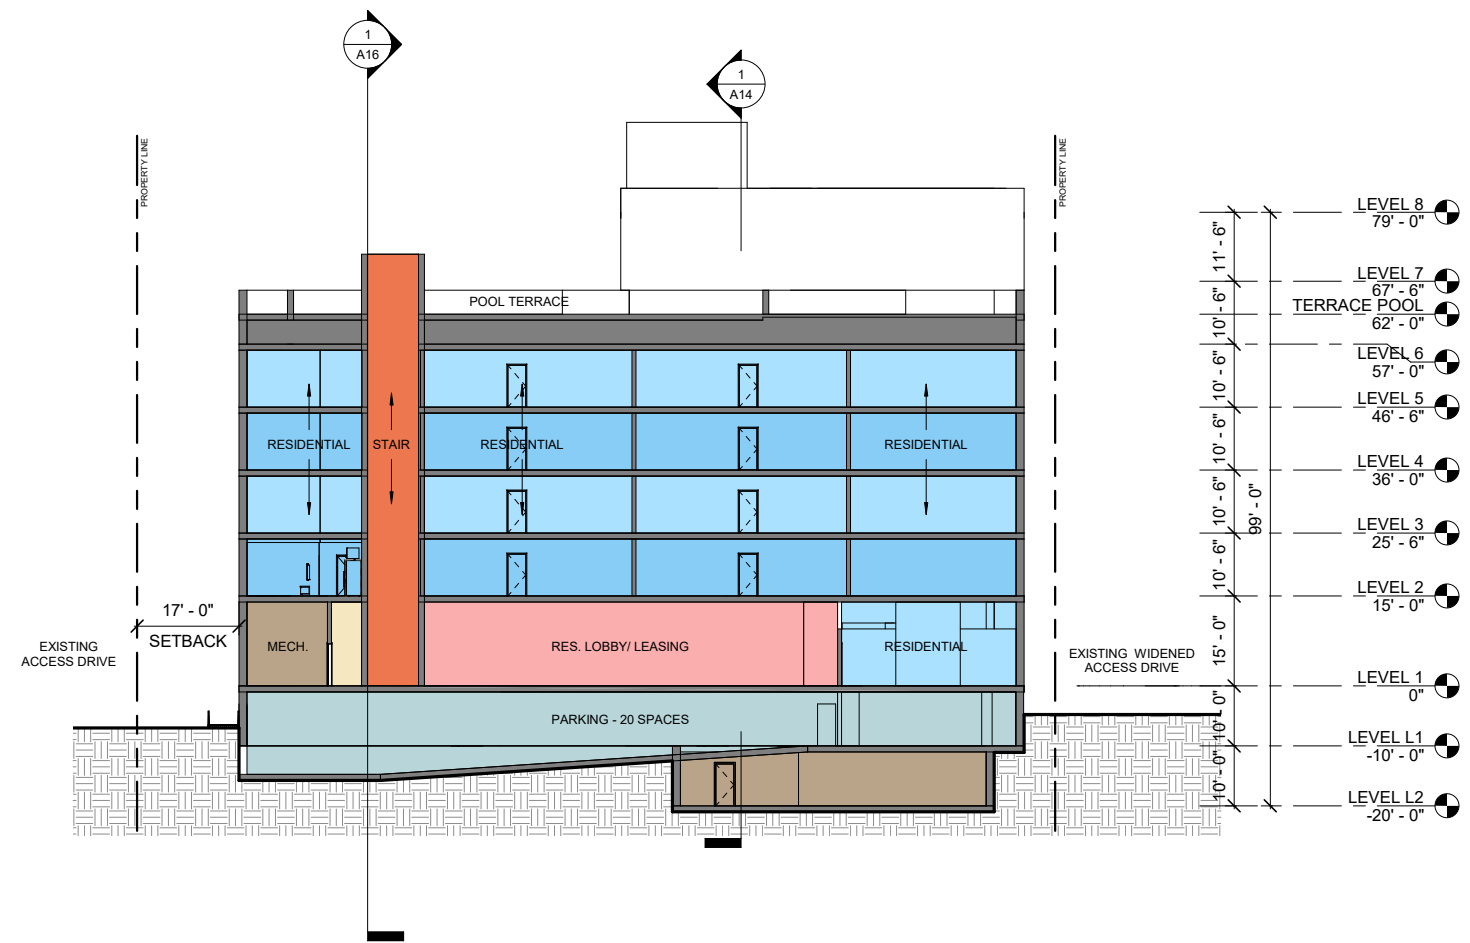 1
A16
1
A14
PROPERTY LINE
PROPERTY LINE
LEVEL 8
79' - 0"
11' - 6"
LEVEL 7
67' - 6"
POOL TERRACE
TERRACE POOL
62' - 0"
10' - 6"
LEVEL 6
57' - 0"
10' - 6"
LEVEL 5
46' - 6"
RESIDENTIAL
STAIR
RESIDENTIAL
RESIDENTIAL
10' - 6"
LEVEL 4
36' - 0"
10' - 6"
99' - 0"
LEVEL 3
25' - 6"
10' - 6"
LEVEL 2
15' - 0"
17' - 0"
SETBACK
EXISTING
ACCESS DRIVE
MECH.
RES. LOBBY/ LEASING
RESIDENTIAL
EXISTING WIDENED
ACCESS DRIVE
15' - 0"
LEVEL 1
0"
PARKING - 20 SPACES
10' - 0"
LEVEL L1
-10' - 0"
10' - 0"
LEVEL L2
-20' - 0"